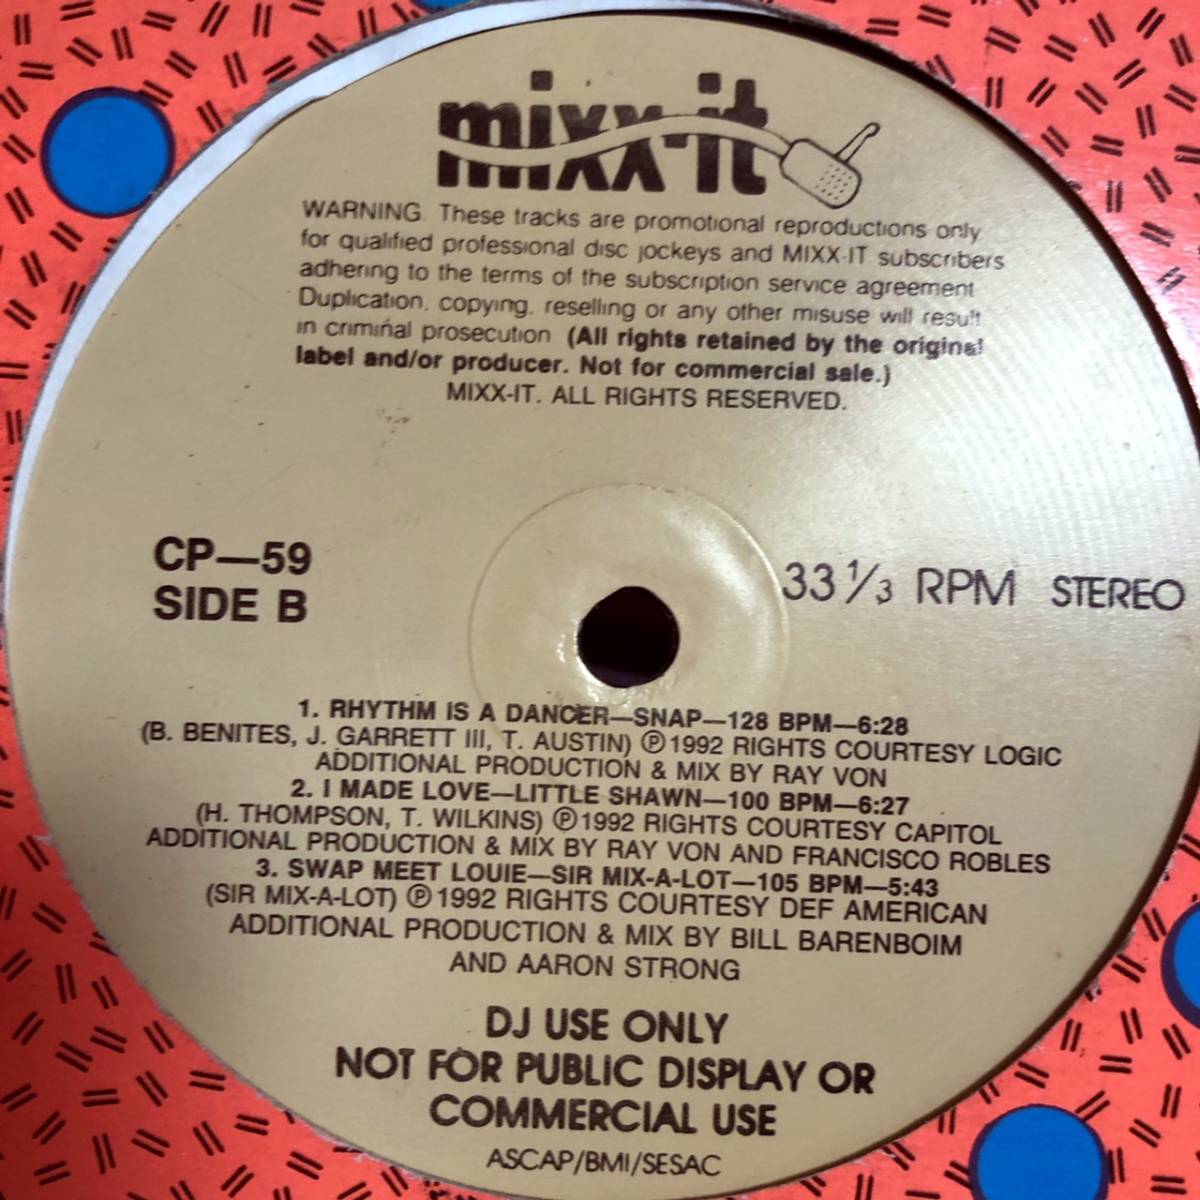 mixx-it
WARNING. These tracks are promotional reproductions only
for qualified professional disc jockeys and MIXX-IT subscribers
adhering to the terms of the subscription service agreement
Duplication, copying, reselling or any other misuse will result
in criminal prosecution (All rights retained by the original
label and/or producer. Not for commercial sale.)
MIXX-IT. ALL RIGHTS RESERVED.
CP—59
SIDE B
33 1/3 RPM STEREO
1. RHYTHM IS A DANCER—SNAP—128 BPM—6:28
(B. BENITES, J. GARRETT III, T. AUSTIN) ℗1992 RIGHTS COURTESY LOGIC
ADDITIONAL PRODUCTION & MIX BY RAY VON
2. I MADE LOVE—LITTLE SHAWN—100 BPM—6:27
(H. THOMPSON, T. WILKINS) ℗1992 RIGHTS COURTESY CAPITOL
ADDITIONAL PRODUCTION & MIX BY RAY VON AND FRANCISCO ROBLES
3. SWAP MEET LOUIE—SIR MIX-A-LOT—105 BPM—5:43
(SIR MIX-A-LOT) ℗1992 RIGHTS COURTESY DEF AMERICAN
ADDITIONAL PRODUCTION & MIX BY BILL BARENBOIM
AND AARON STRONG
DJ USE ONLY
NOT FOR PUBLIC DISPLAY OR
COMMERCIAL USE
ASCAP/BMI/SESAC